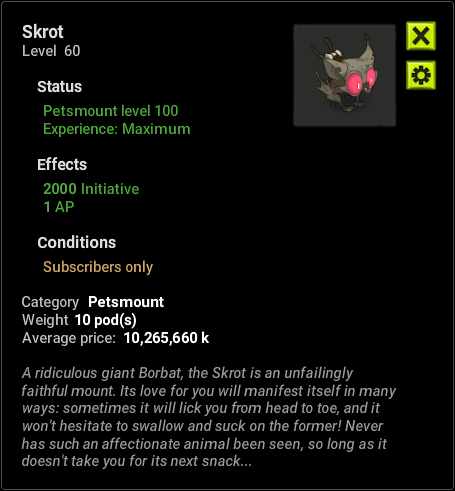 Skrot
Level 60
Status
Petsmount level 100
Experience: Maximum
Effects
2000 Initiative
1 AP
Conditions
Subscribers only
Category Petsmount
Weight 10 pod(s)
Average price: 10,265,660 k
A ridiculous giant Borbat, the Skrot is an unfailingly
faithful mount. Its love for you will manifest itself in many
ways: sometimes it will lick you from head to toe, and it
won't hesitate to swallow and suck on the former! Never
has such an affectionate animal been seen, so long as it
doesn't take you for its next snack...